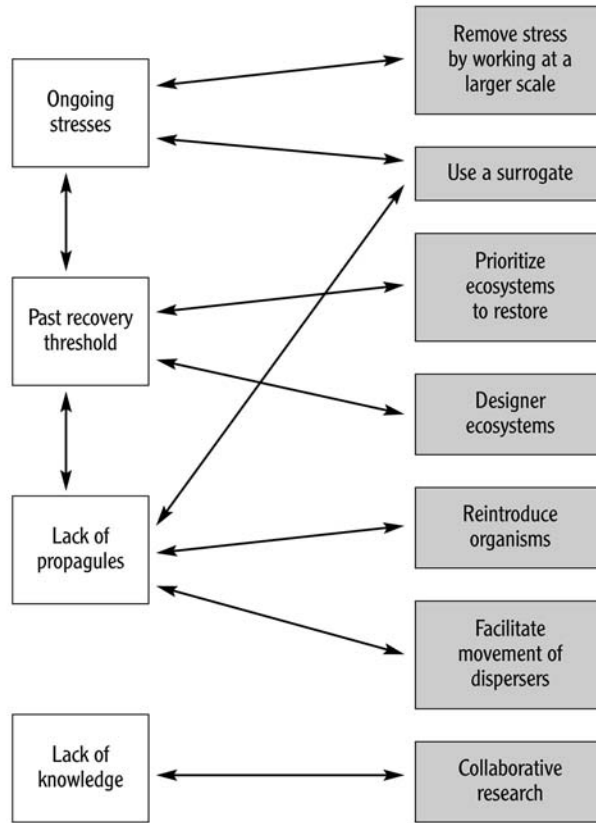 Ongoing
stresses
Past recovery
threshold
Lack of
propagules
Lack of
knowledge
Remove stress
by working at a
larger scale
Use a surrogate
Prioritize
ecosystems
to restore
Designer
ecosystems
Reintroduce
organisms
Facilitate
movement of
dispersers
Collaborative
research